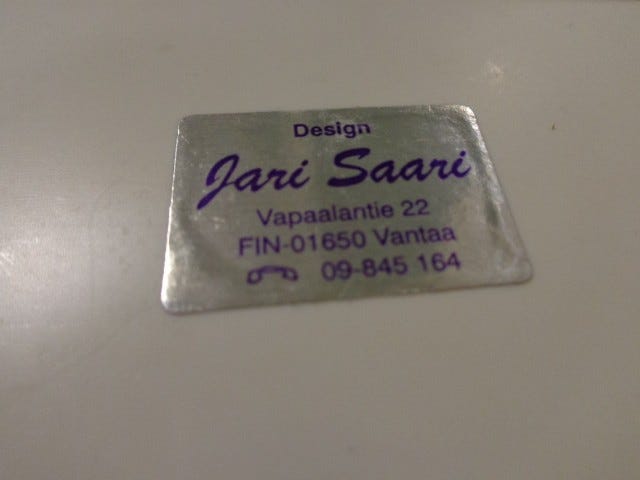 Design
Jari Saari
Vapaalantie 22
FIN-01650 Vantaa
09-845 164